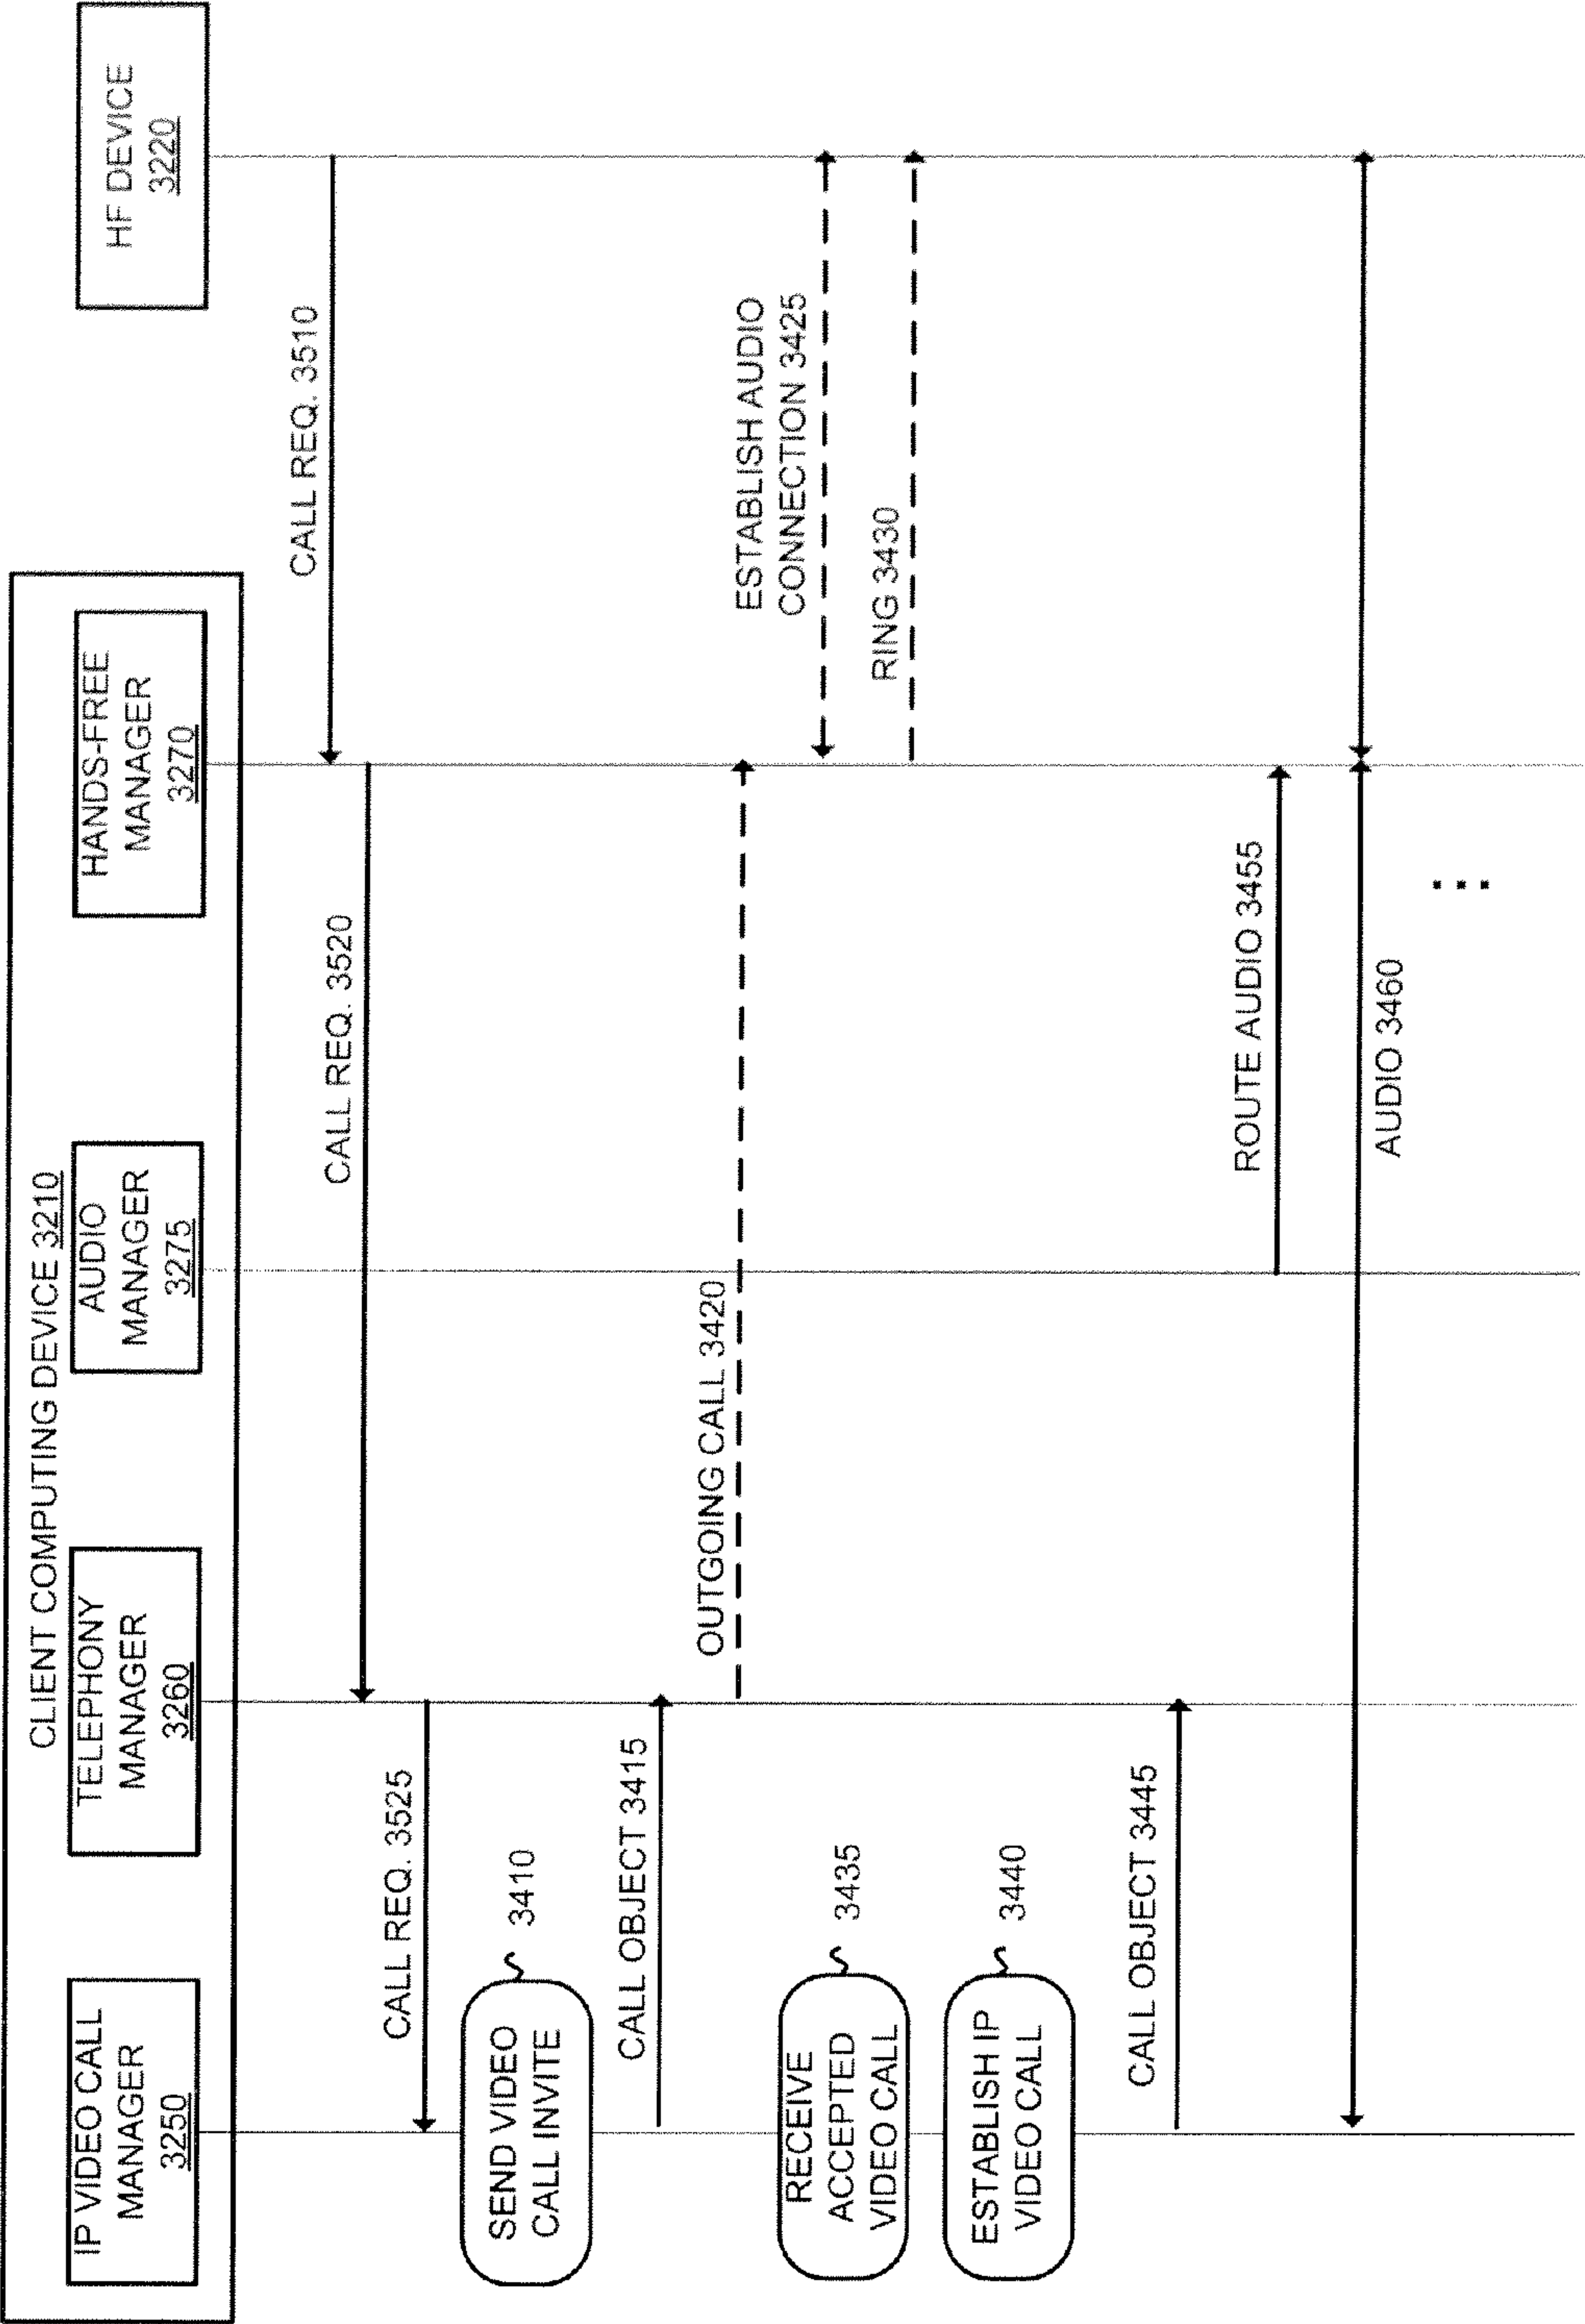 CLIENT COMPUTING DEVICE 3210
IP VIDEO CALL
MANAGER
3250
TELEPHONY
MANAGER
3260
AUDIO
MANAGER
3275
HANDS-FREE
MANAGER
3270
HF DEVICE
3220
CALL REQ. 3510
CALL REQ. 3520
CALL REQ. 3525
SEND VIDEO
CALL INVITE
3410
CALL OBJECT 3415
OUTGOING CALL 3420
ESTABLISH AUDIO
CONNECTION 3425
RING 3430
RECEIVE
ACCEPTED
VIDEO CALL
3435
ESTABLISH IP
VIDEO CALL
3440
CALL OBJECT 3445
ROUTE AUDIO 3455
AUDIO 3460
...